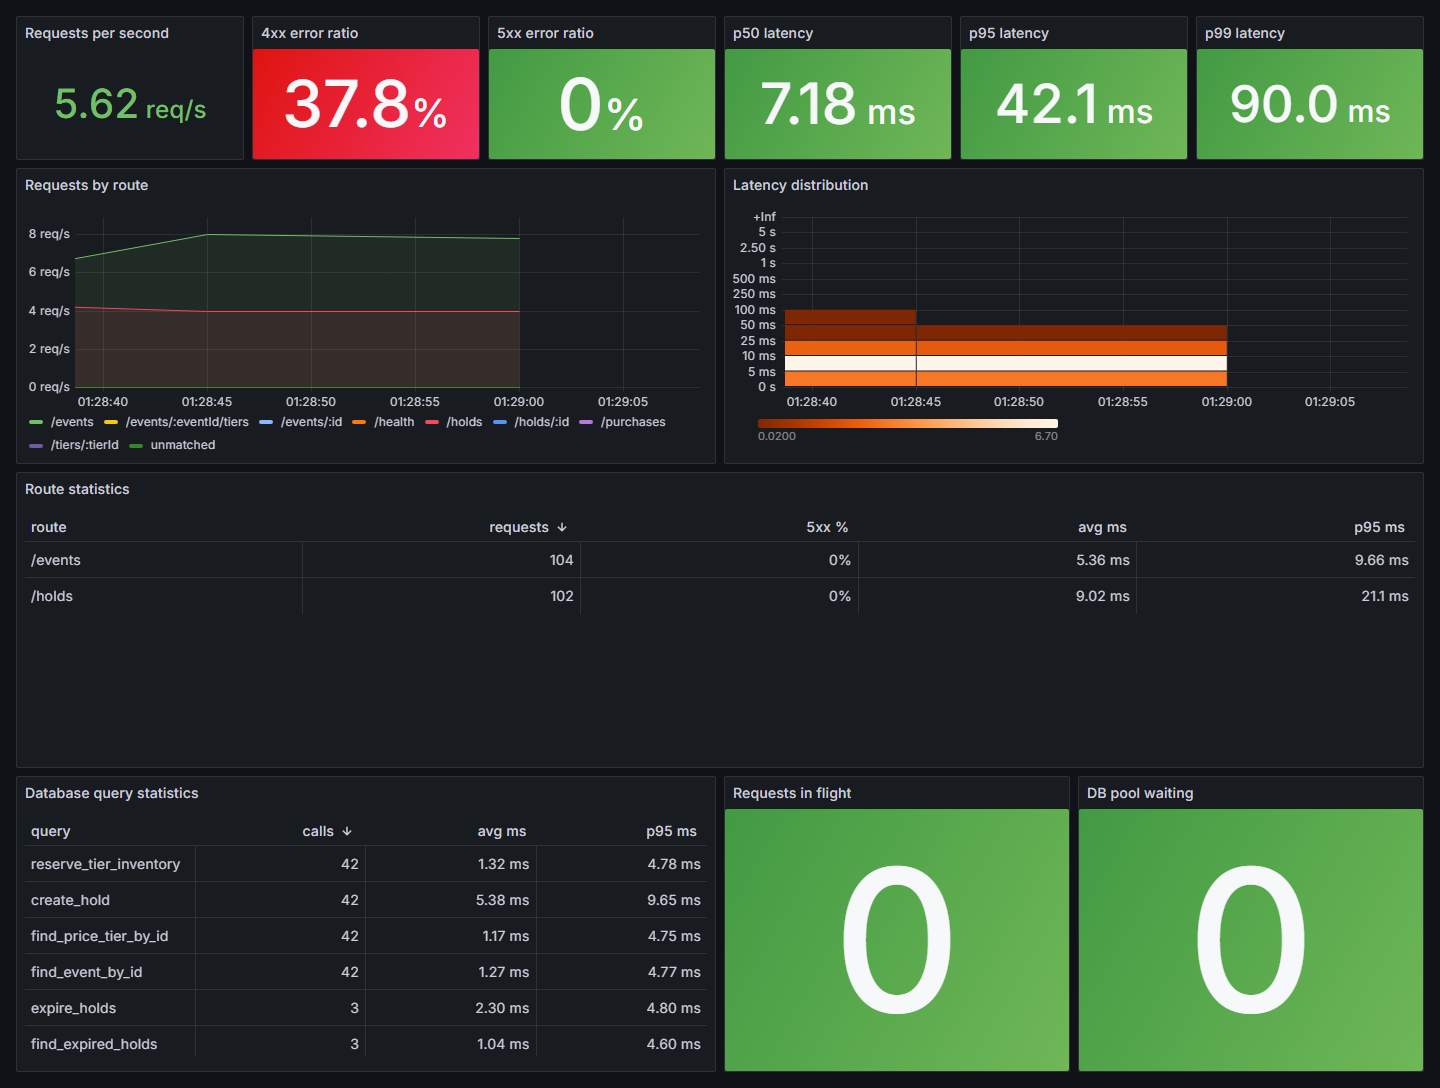 Requests per second
5.62 req/s
4xx error ratio
37.8%
5xx error ratio
0%
p50 latency
7.18 ms
p95 latency
42.1 ms
p99 latency
90.0 ms
Requests by route
8 req/s
6 req/s
4 req/s
2 req/s
0 req/s
01:28:40 01:28:45 01:28:50 01:28:55 01:29:00 01:29:05
/events /events/:eventId/tiers /events/:id /health /holds /holds/:id /purchases
/tiers/:tierId unmatched
Latency distribution
+Inf
5 s
2.50 s
1 s
500 ms
250 ms
100 ms
50 ms
25 ms
10 ms
5 ms
0 s
01:28:40 01:28:45 01:28:50 01:28:55 01:29:00 01:29:05
0.0200 6.70
Route statistics
route requests ↓ 5xx % avg ms p95 ms
/events 104 0% 5.36 ms 9.66 ms
/holds 102 0% 9.02 ms 21.1 ms
Database query statistics
query calls ↓ avg ms p95 ms
reserve_tier_inventory 42 1.32 ms 4.78 ms
create_hold 42 5.38 ms 9.65 ms
find_price_tier_by_id 42 1.17 ms 4.75 ms
find_event_by_id 42 1.27 ms 4.77 ms
expire_holds 3 2.30 ms 4.80 ms
find_expired_holds 3 1.04 ms 4.60 ms
Requests in flight
0
DB pool waiting
0